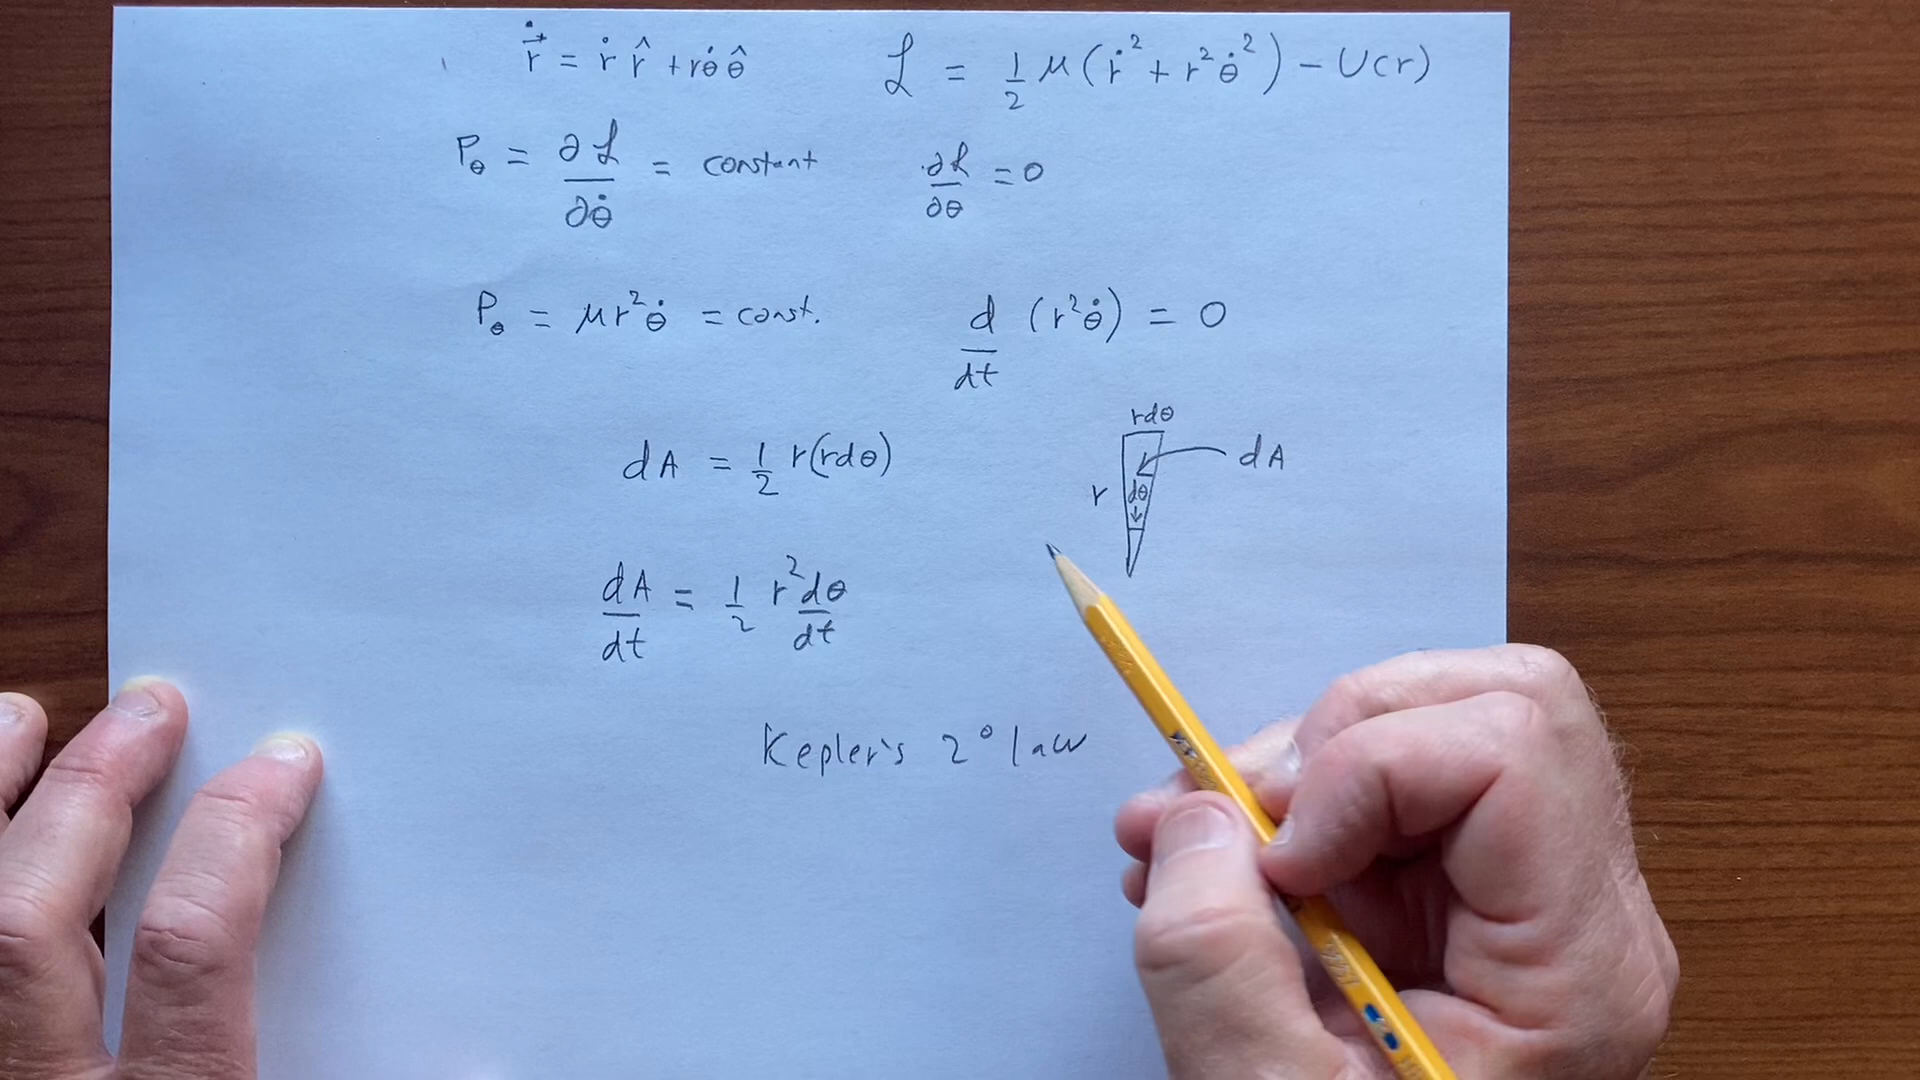 r⃗̇ = ṙ r̂ + rθ̇ θ̂    ℒ = 1/2 μ(ṙ² + r²θ̇²) − U(r)
P_θ = ∂ℒ/∂θ̇ = constant    ∂ℒ/∂θ = 0
P_θ = μr²θ̇ = const.    d/dt (r²θ̇) = 0
rdθ
dA = 1/2 r(rdθ)    dA
r    dθ
dA/dt = 1/2 r² dθ/dt
Kepler's 2° law